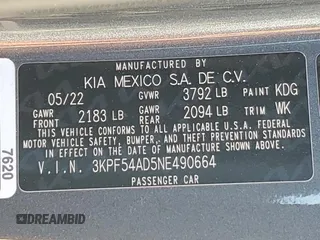 MFD BY
KIA MEXICO S.A. DE C.V.
05/22 GVWR 3792 LB PAINT KDG
GAWR FRONT 2183 LB GAWR REAR 2094 LB TRIM WK
THIS VEHICLE CONFORMS TO ALL APPLICABLE U.S.A. FEDERAL
MOTOR VEHICLE SAFETY, BUMPER, AND THEFT PREVENTION STANDARDS
IN EFFECT ON THE DATE OF MANUFACTURE SHOWN ABOVE.
V.I.N. 3KPF54AD5NE490664
PASSENGER CAR
7620
DREAMBID